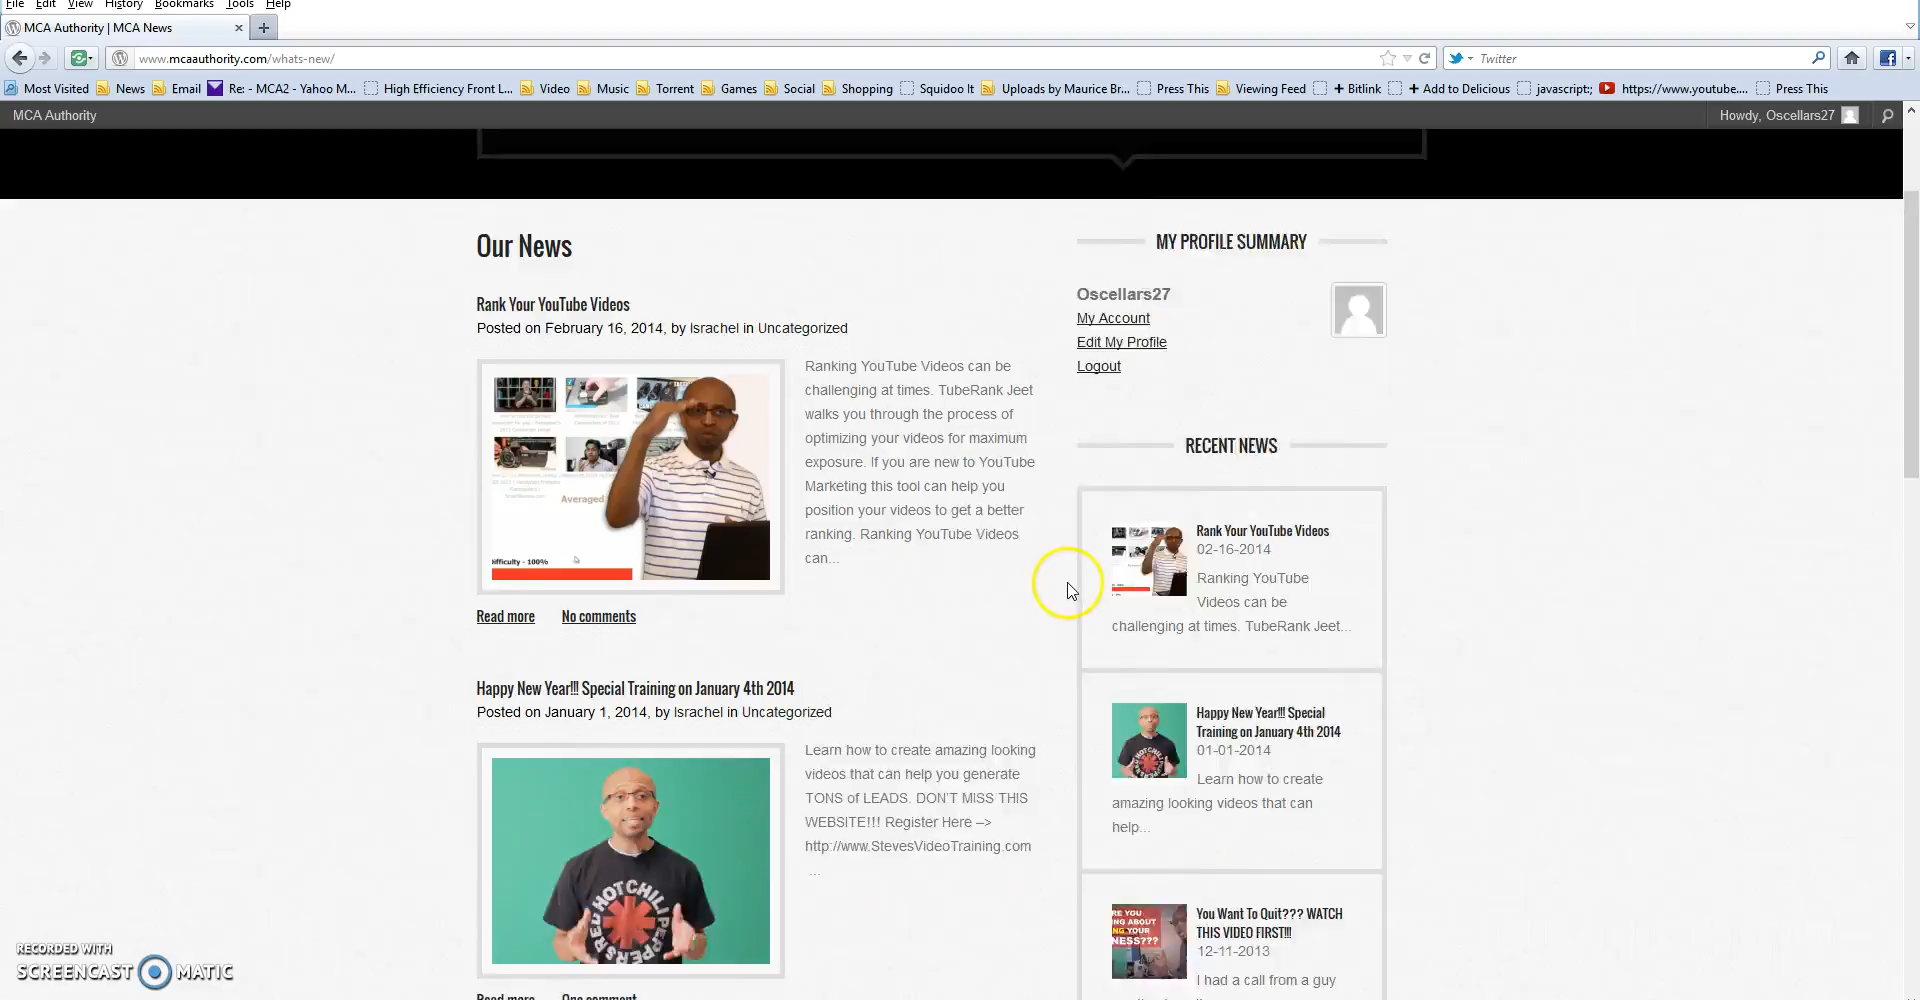 File Edit View History Bookmarks Tools Help
MCA Authority | MCA News
www.mcaauthority.com/whats-new/
Twitter
Most Visited News Email Re: - MCA2 - Yahoo M... High Efficiency Front L... Video Music Torrent Games Social Shopping Squidoo It Uploads by Maurice Br... Press This Viewing Feed + Bitlink + Add to Delicious javascript:; https://www.youtube.... Press This
MCA Authority
Howdy, Oscellars27
Our News
Rank Your YouTube Videos
Posted on February 16, 2014, by Israchel in Uncategorized
Averaged
Difficulty - 100%
Ranking YouTube Videos can be
challenging at times. TubeRank Jeet
walks you through the process of
optimizing your videos for maximum
exposure. If you are new to YouTube
Marketing this tool can help you
position your videos to get a better
ranking. Ranking YouTube Videos
can...
Read more No comments
Happy New Year!!! Special Training on January 4th 2014
Posted on January 1, 2014, by Israchel in Uncategorized
RED HOT CHILI PEPPERS
Learn how to create amazing looking
videos that can help you generate
TONS of LEADS. DON'T MISS THIS
WEBSITE!!! Register Here –>
http://www.StevesVideoTraining.com
...
Read more One comment
MY PROFILE SUMMARY
Oscellars27
My Account
Edit My Profile
Logout
RECENT NEWS
Rank Your YouTube Videos
02-16-2014
Ranking YouTube
Videos can be
challenging at times. TubeRank Jeet...
Happy New Year!!! Special
Training on January 4th 2014
01-01-2014
Learn how to create
amazing looking videos that can
help...
You Want To Quit??? WATCH
THIS VIDEO FIRST!!!
12-11-2013
I had a call from a guy
RECORDED WITH
SCREENCAST MATIC